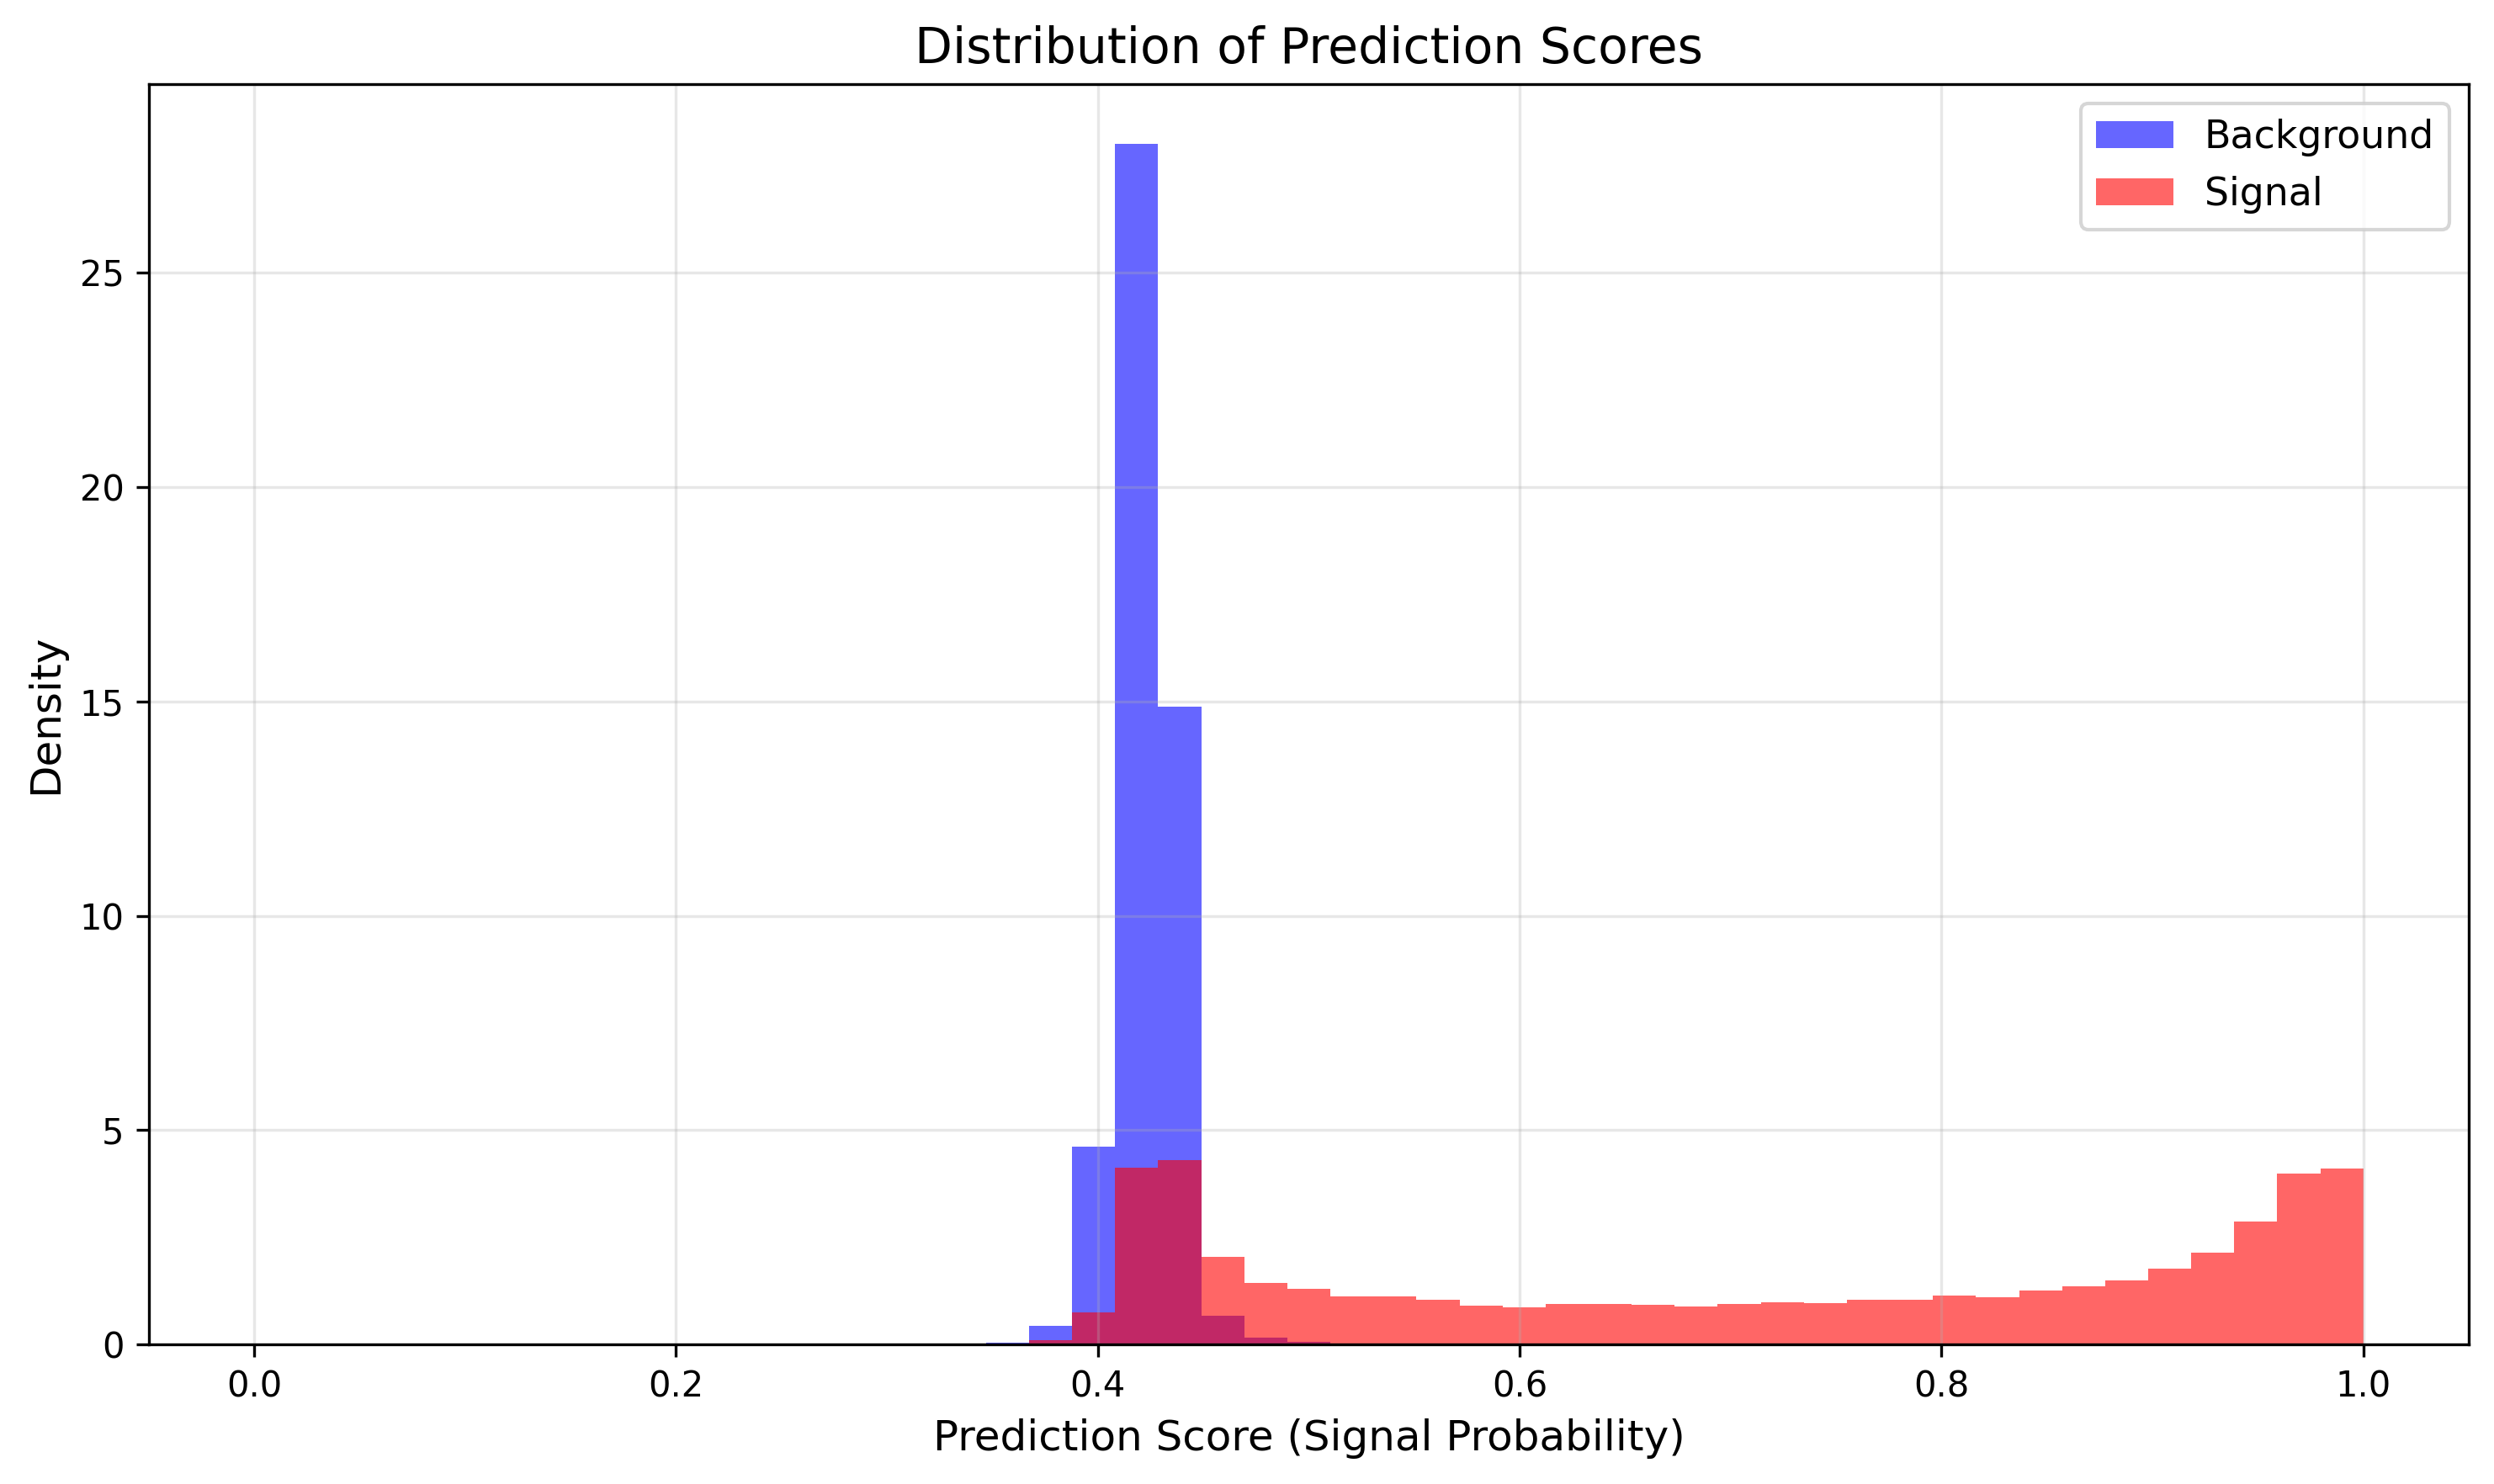 Distribution of Prediction Scores
Background
Signal
25
20
15
10
5
0
Density
0.0 0.2 0.4 0.6 0.8 1.0
Prediction Score (Signal Probability)